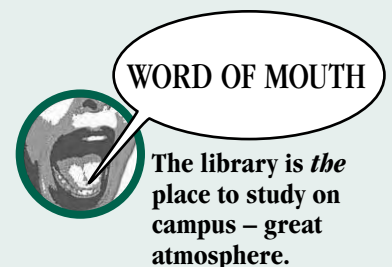 WORD OF MOUTH
The library is the
place to study on
campus – great
atmosphere.